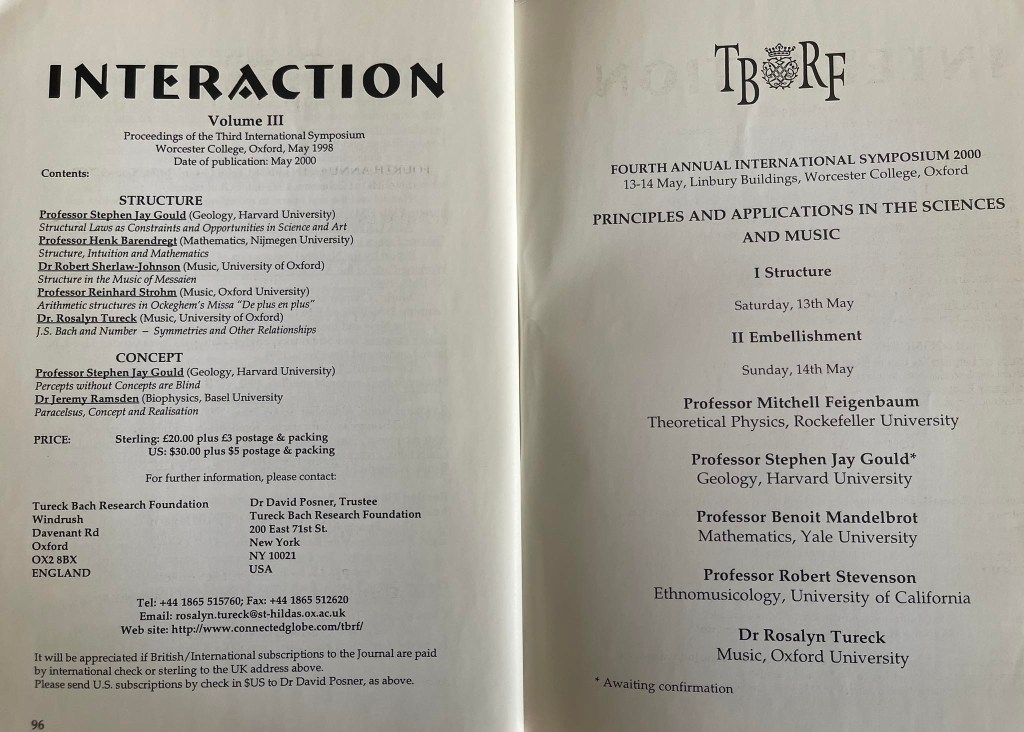 INTERACTION
Volume III
Proceedings of the Third International Symposium
Worcester College, Oxford, May 1998
Date of publication: May 2000
Contents:
STRUCTURE
Professor Stephen Jay Gould (Geology, Harvard University)
Structural Laws as Constraints and Opportunities in Science and Art
Professor Henk Barendregt (Mathematics, Nijmegen University)
Structure, Intuition and Mathematics
Dr Robert Sherlaw-Johnson (Music, University of Oxford)
Structure in the Music of Messaien
Professor Reinhard Strohm (Music, Oxford University)
Arithmetic structures in Ockeghem's Missa "De plus en plus"
Dr. Rosalyn Tureck (Music, University of Oxford)
J.S. Bach and Number – Symmetries and Other Relationships
CONCEPT
Professor Stephen Jay Gould (Geology, Harvard University)
Percepts without Concepts are Blind
Dr Jeremy Ramsden (Biophysics, Basel University
Paracelsus, Concept and Realisation
PRICE: Sterling: £20.00 plus £3 postage & packing
US: $30.00 plus $5 postage & packing
For further information, please contact:
Tureck Bach Research Foundation
Windrush
Davenant Rd
Oxford
OX2 8BX
ENGLAND
Dr David Posner, Trustee
Tureck Bach Research Foundation
200 East 71st St.
New York
NY 10021
USA
Tel: +44 1865 515760; Fax: +44 1865 512620
Email: rosalyn.tureck@st-hildas.ox.ac.uk
Web site: http://www.connectedglobe.com/tbrf/
It will be appreciated if British/International subscriptions to the Journal are paid
by international check or sterling to the UK address above.
Please send U.S. subscriptions by check in $US to Dr David Posner, as above.
96
TBRF
FOURTH ANNUAL INTERNATIONAL SYMPOSIUM 2000
13-14 May, Linbury Buildings, Worcester College, Oxford
PRINCIPLES AND APPLICATIONS IN THE SCIENCES
AND MUSIC
I Structure
Saturday, 13th May
II Embellishment
Sunday, 14th May
Professor Mitchell Feigenbaum
Theoretical Physics, Rockefeller University
Professor Stephen Jay Gould*
Geology, Harvard University
Professor Benoit Mandelbrot
Mathematics, Yale University
Professor Robert Stevenson
Ethnomusicology, University of California
Dr Rosalyn Tureck
Music, Oxford University
* Awaiting confirmation